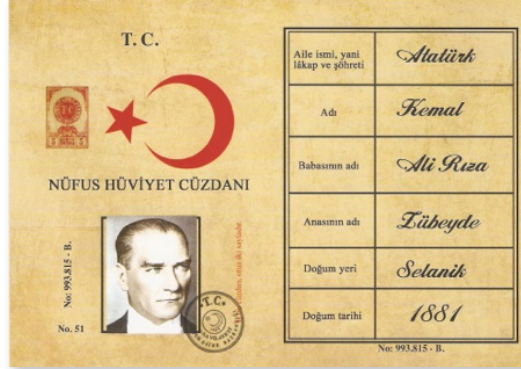 T. C.
NÜFUS HÜVİYET CÜZDANI
No: 993.815 - B.
No. 51
T.C.
Aile ismi, yani
lâkap ve şöhreti
Atatürk
Adı
Kemal
Babasının adı
Ali Rıza
Anasının adı
Zübeyde
Doğum yeri
Selanik
Doğum tarihi
1881
No: 993.815 - B.